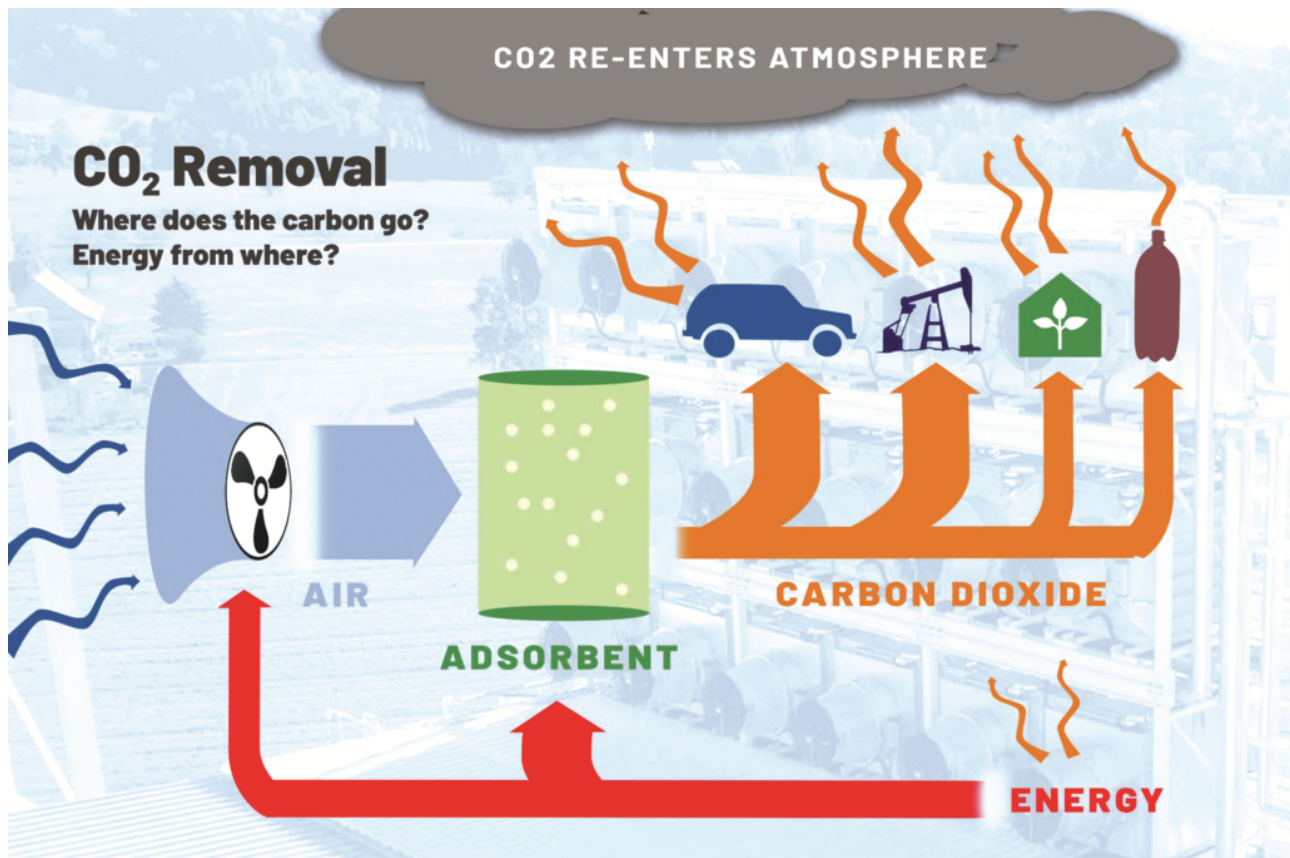 CO2 RE-ENTERS ATMOSPHERE
CO₂ Removal
Where does the carbon go?
Energy from where?
AIR
CARBON DIOXIDE
ADSORBENT
ENERGY